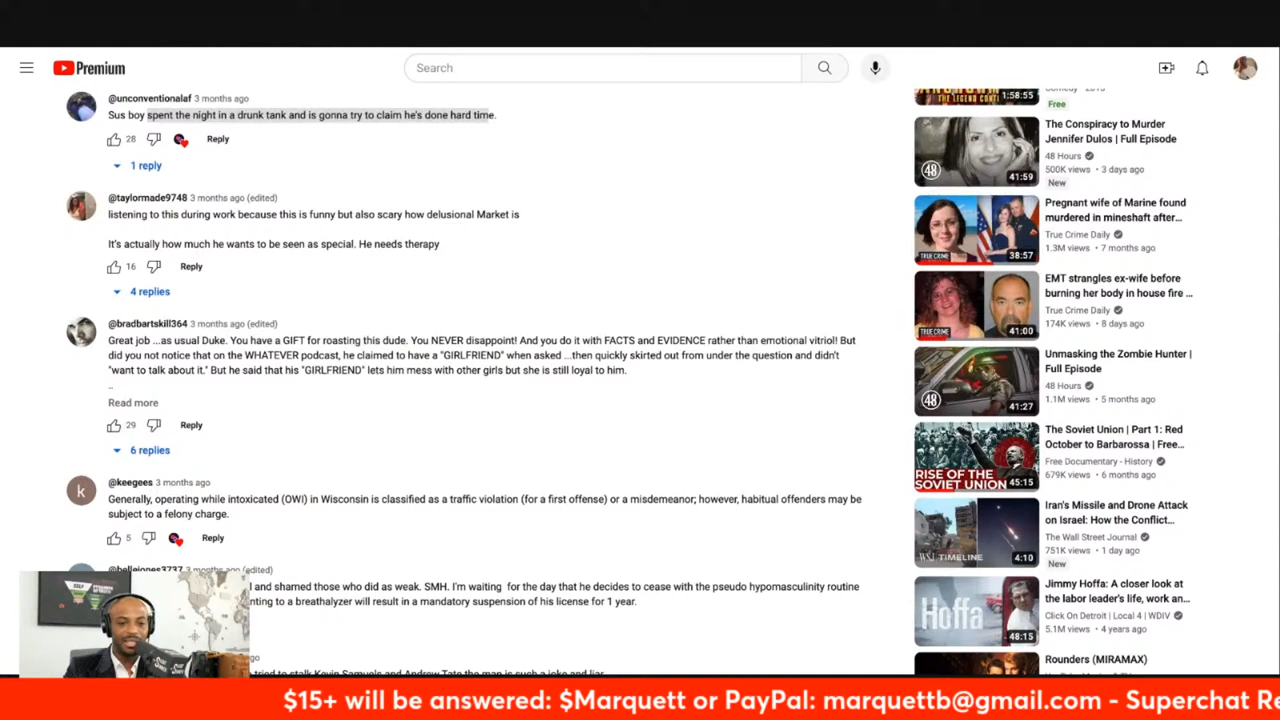 Premium
Search
@unconventionalaf 3 months ago
Sus boy spent the night in a drunk tank and is gonna try to claim he's done hard time.
28 Reply
1 reply
@taylormade9748 3 months ago (edited)
listening to this during work because this is funny but also scary how delusional Market is
It's actually how much he wants to be seen as special. He needs therapy
16 Reply
4 replies
@bradbartskill364 3 months ago (edited)
Great job ...as usual Duke. You have a GIFT for roasting this dude. You NEVER disappoint! And you do it with FACTS and EVIDENCE rather than emotional vitriol! But
did you not notice that on the WHATEVER podcast, he claimed to have a "GIRLFRIEND" when asked ...then quickly skirted out from under the question and didn't
"want to talk about it." But he said that his "GIRLFRIEND" lets him mess with other girls but she is still loyal to him.
..
Read more
29 Reply
6 replies
k
@keegees 3 months ago
Generally, operating while intoxicated (OWI) in Wisconsin is classified as a traffic violation (for a first offense) or a misdemeanor; however, habitual offenders may be
subject to a felony charge.
5 Reply
@bellejones3737 (edited)
and shamed those who did as weak. SMH. I'm waiting for the day that he decides to cease with the pseudo hypomasculinity routine
nting to a breathalyzer will result in a mandatory suspension of his license for 1 year.
go
tried to stalk Kevin Samuels and Andrew Tate the man is such a joke and liar
THE LEGEND CONTI
1:58:55
Free
The Conspiracy to Murder
Jennifer Dulos | Full Episode
48 Hours
500K views • 3 days ago
New
48
41:59
Pregnant wife of Marine found
murdered in mineshaft after...
True Crime Daily
1.3M views • 7 months ago
TRUE CRIME
38:57
EMT strangles ex-wife before
burning her body in house fire ...
True Crime Daily
174K views • 8 days ago
TRUE CRIME
41:00
Unmasking the Zombie Hunter |
Full Episode
48 Hours
1.1M views • 5 months ago
48
41:27
The Soviet Union | Part 1: Red
October to Barbarossa | Free...
Free Documentary - History
679K views • 6 months ago
RISE OF THE
SOVIET UNION
45:15
Iran's Missile and Drone Attack
on Israel: How the Conflict...
The Wall Street Journal
751K views • 1 day ago
New
WSJ TIMELINE
4:10
Jimmy Hoffa: A closer look at
the labor leader's life, work an...
Click On Detroit | Local 4 | WDIV
5.1M views • 4 years ago
Hoffa
48:15
Rounders (MIRAMAX)
$15+ will be answered: $Marquett or PayPal: marquettb@gmail.com - Superchat Re